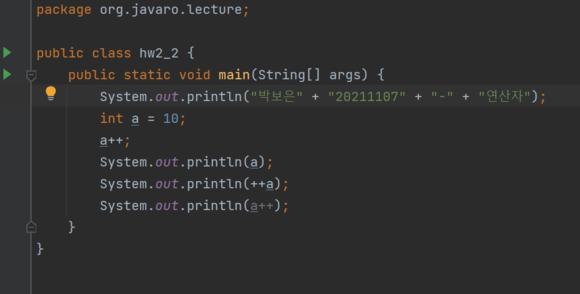 package org.javaro.lecture;
public class hw2_2 {
public static void main(String[] args) {
System.out.println("박보은" + "20211107" + "-" + "연산자");
int a = 10;
a++;
System.out.println(a);
System.out.println(++a);
System.out.println(a++);
}
}